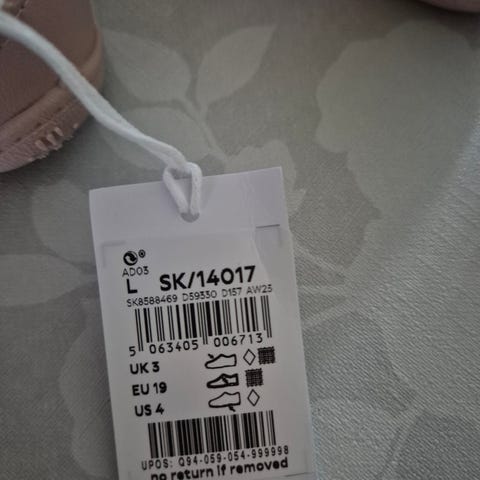 AD03
L SK/14017
SK8588469 D59330 D157 AW23
5 063405 006713
UK 3
EU 19
US 4
UPOS: Q94-059-054-999998
no return if removed